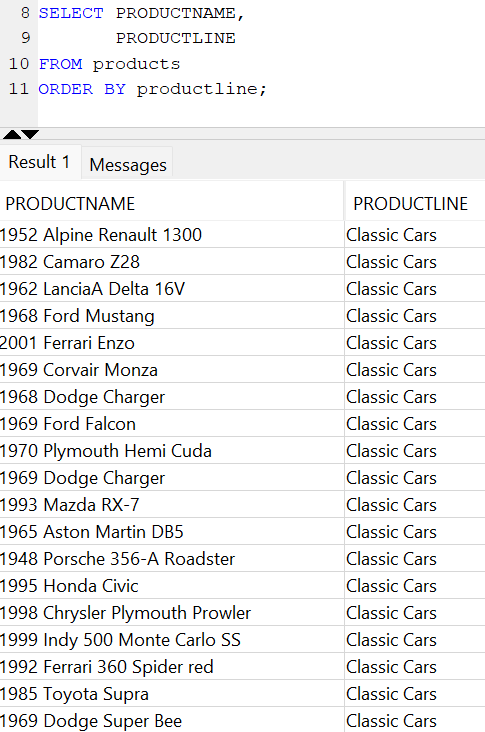 8 SELECT PRODUCTNAME,
9 PRODUCTLINE
10 FROM products
11 ORDER BY productline;
Result 1 Messages
PRODUCTNAME PRODUCTLINE
1952 Alpine Renault 1300 Classic Cars
1982 Camaro Z28 Classic Cars
1962 LanciaA Delta 16V Classic Cars
1968 Ford Mustang Classic Cars
2001 Ferrari Enzo Classic Cars
1969 Corvair Monza Classic Cars
1968 Dodge Charger Classic Cars
1969 Ford Falcon Classic Cars
1970 Plymouth Hemi Cuda Classic Cars
1969 Dodge Charger Classic Cars
1993 Mazda RX-7 Classic Cars
1965 Aston Martin DB5 Classic Cars
1948 Porsche 356-A Roadster Classic Cars
1995 Honda Civic Classic Cars
1998 Chrysler Plymouth Prowler Classic Cars
1999 Indy 500 Monte Carlo SS Classic Cars
1992 Ferrari 360 Spider red Classic Cars
1985 Toyota Supra Classic Cars
1969 Dodge Super Bee Classic Cars